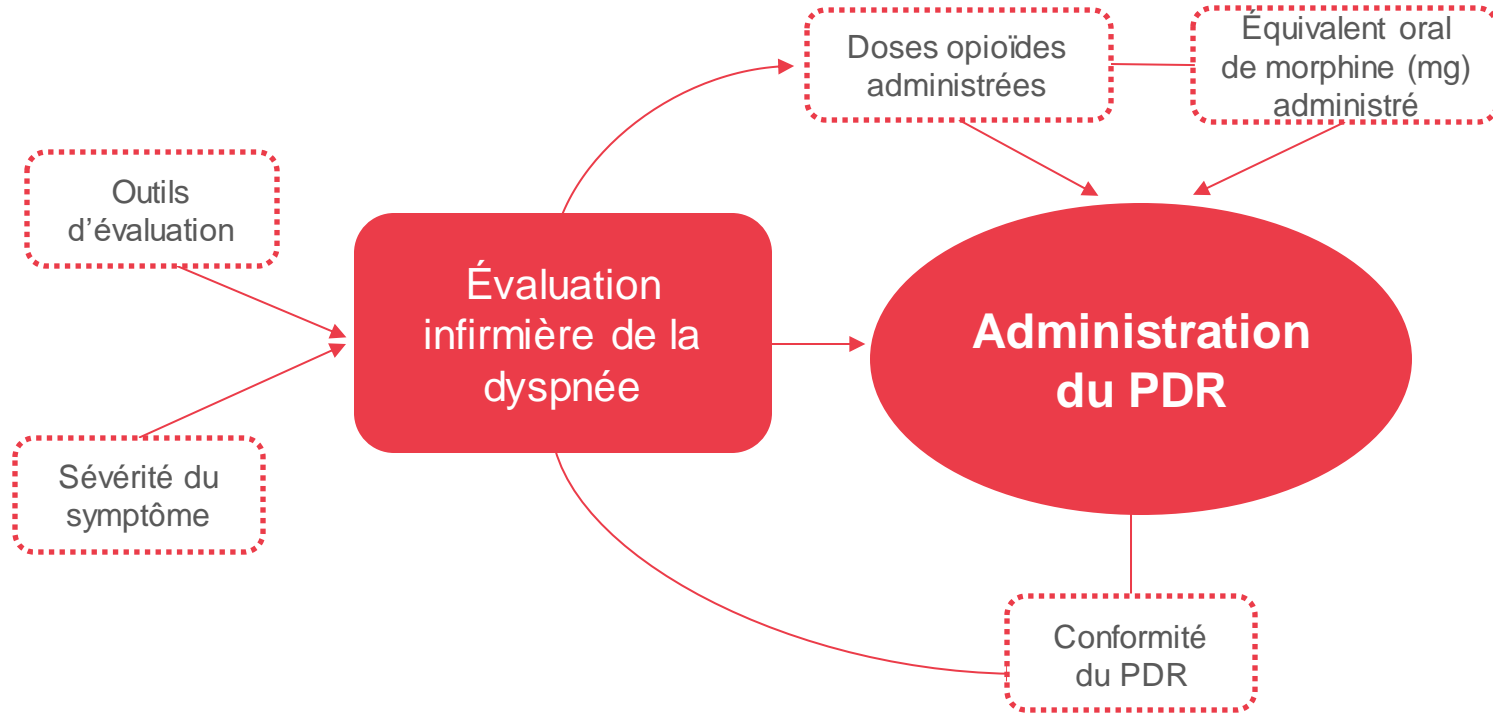 Doses opioïdes
administrées
Équivalent oral
de morphine (mg)
administré
Outils
d’évaluation
Évaluation
infirmière de la
dyspnée
Administration
du PDR
Sévérité du
symptôme
Conformité
du PDR